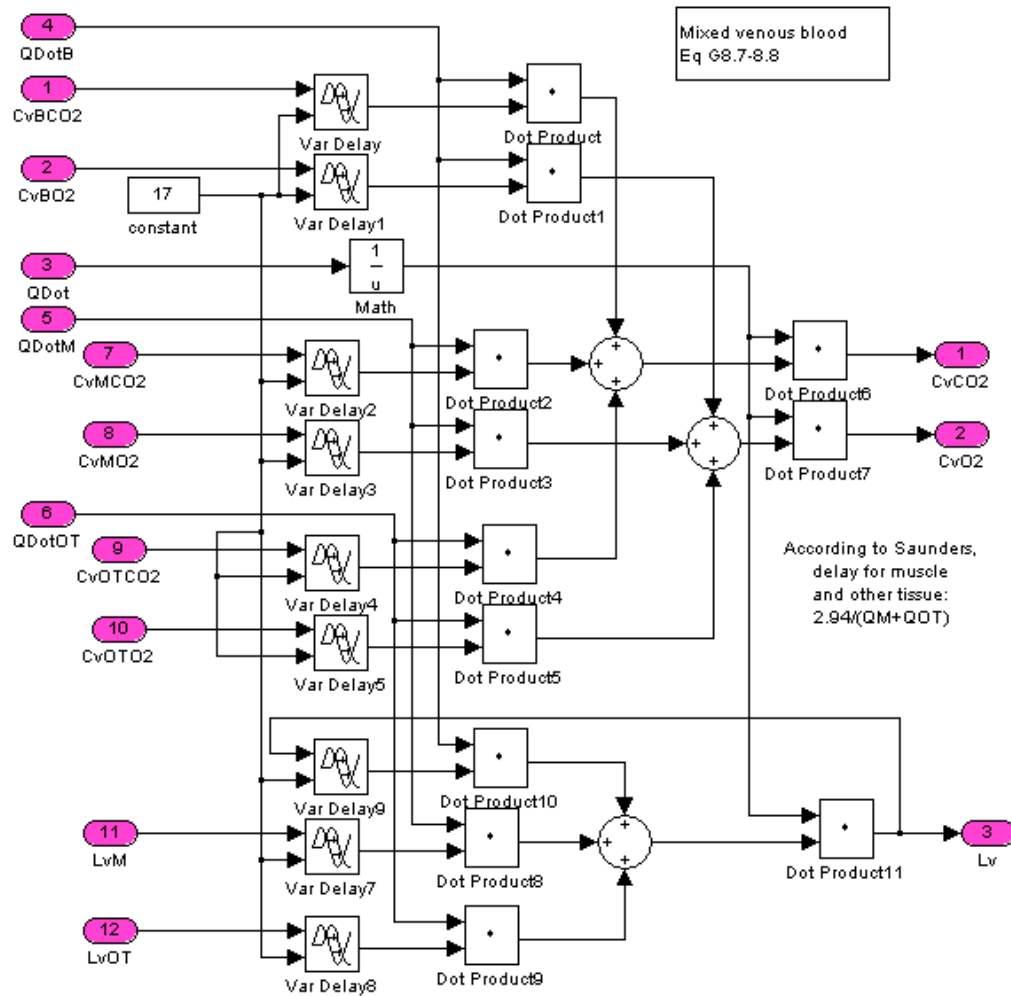 4
QDotB
Mixed venous blood
Eq G8.7-8.8
1
CvBCO2
Var Delay
Dot Product
2
CvBO2
17
constant
Var Delay1
Dot Product1
3
QDot
1
u
Math
5
QDotM
7
CvMCO2
Var Delay2
Dot Product2
+
+
+
Dot Product6
1
CvCO2
8
CvMO2
Var Delay3
Dot Product3
+
+
+
Dot Product7
2
CvO2
6
QDotOT
9
CvOTCO2
Var Delay4
Dot Product4
According to Saunders,
delay for muscle
and other tissue:
2.94/(QM+QOT)
10
CvOTO2
Var Delay5
Dot Product5
Var Delay9
Dot Product10
11
LvM
Var Delay7
Dot Product8
+
+
+
Dot Product11
3
Lv
12
LvOT
Var Delay8
Dot Product9